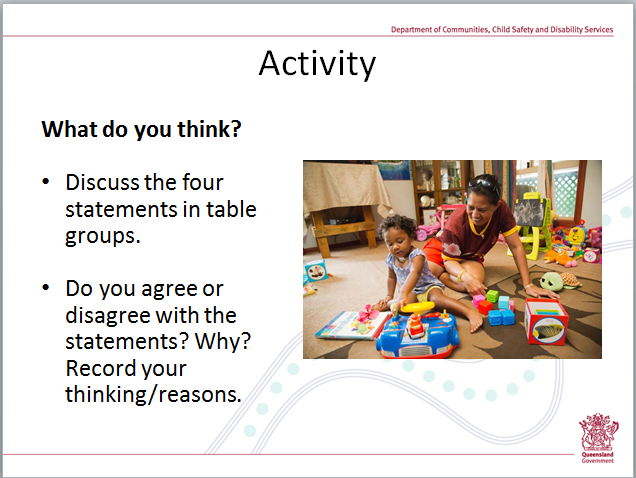 Department of Communities, Child Safety and Disability Services
Activity
What do you think?
• Discuss the four
statements in table
groups.
• Do you agree or
disagree with the
statements? Why?
Record your
thinking/reasons.
Queensland
Government